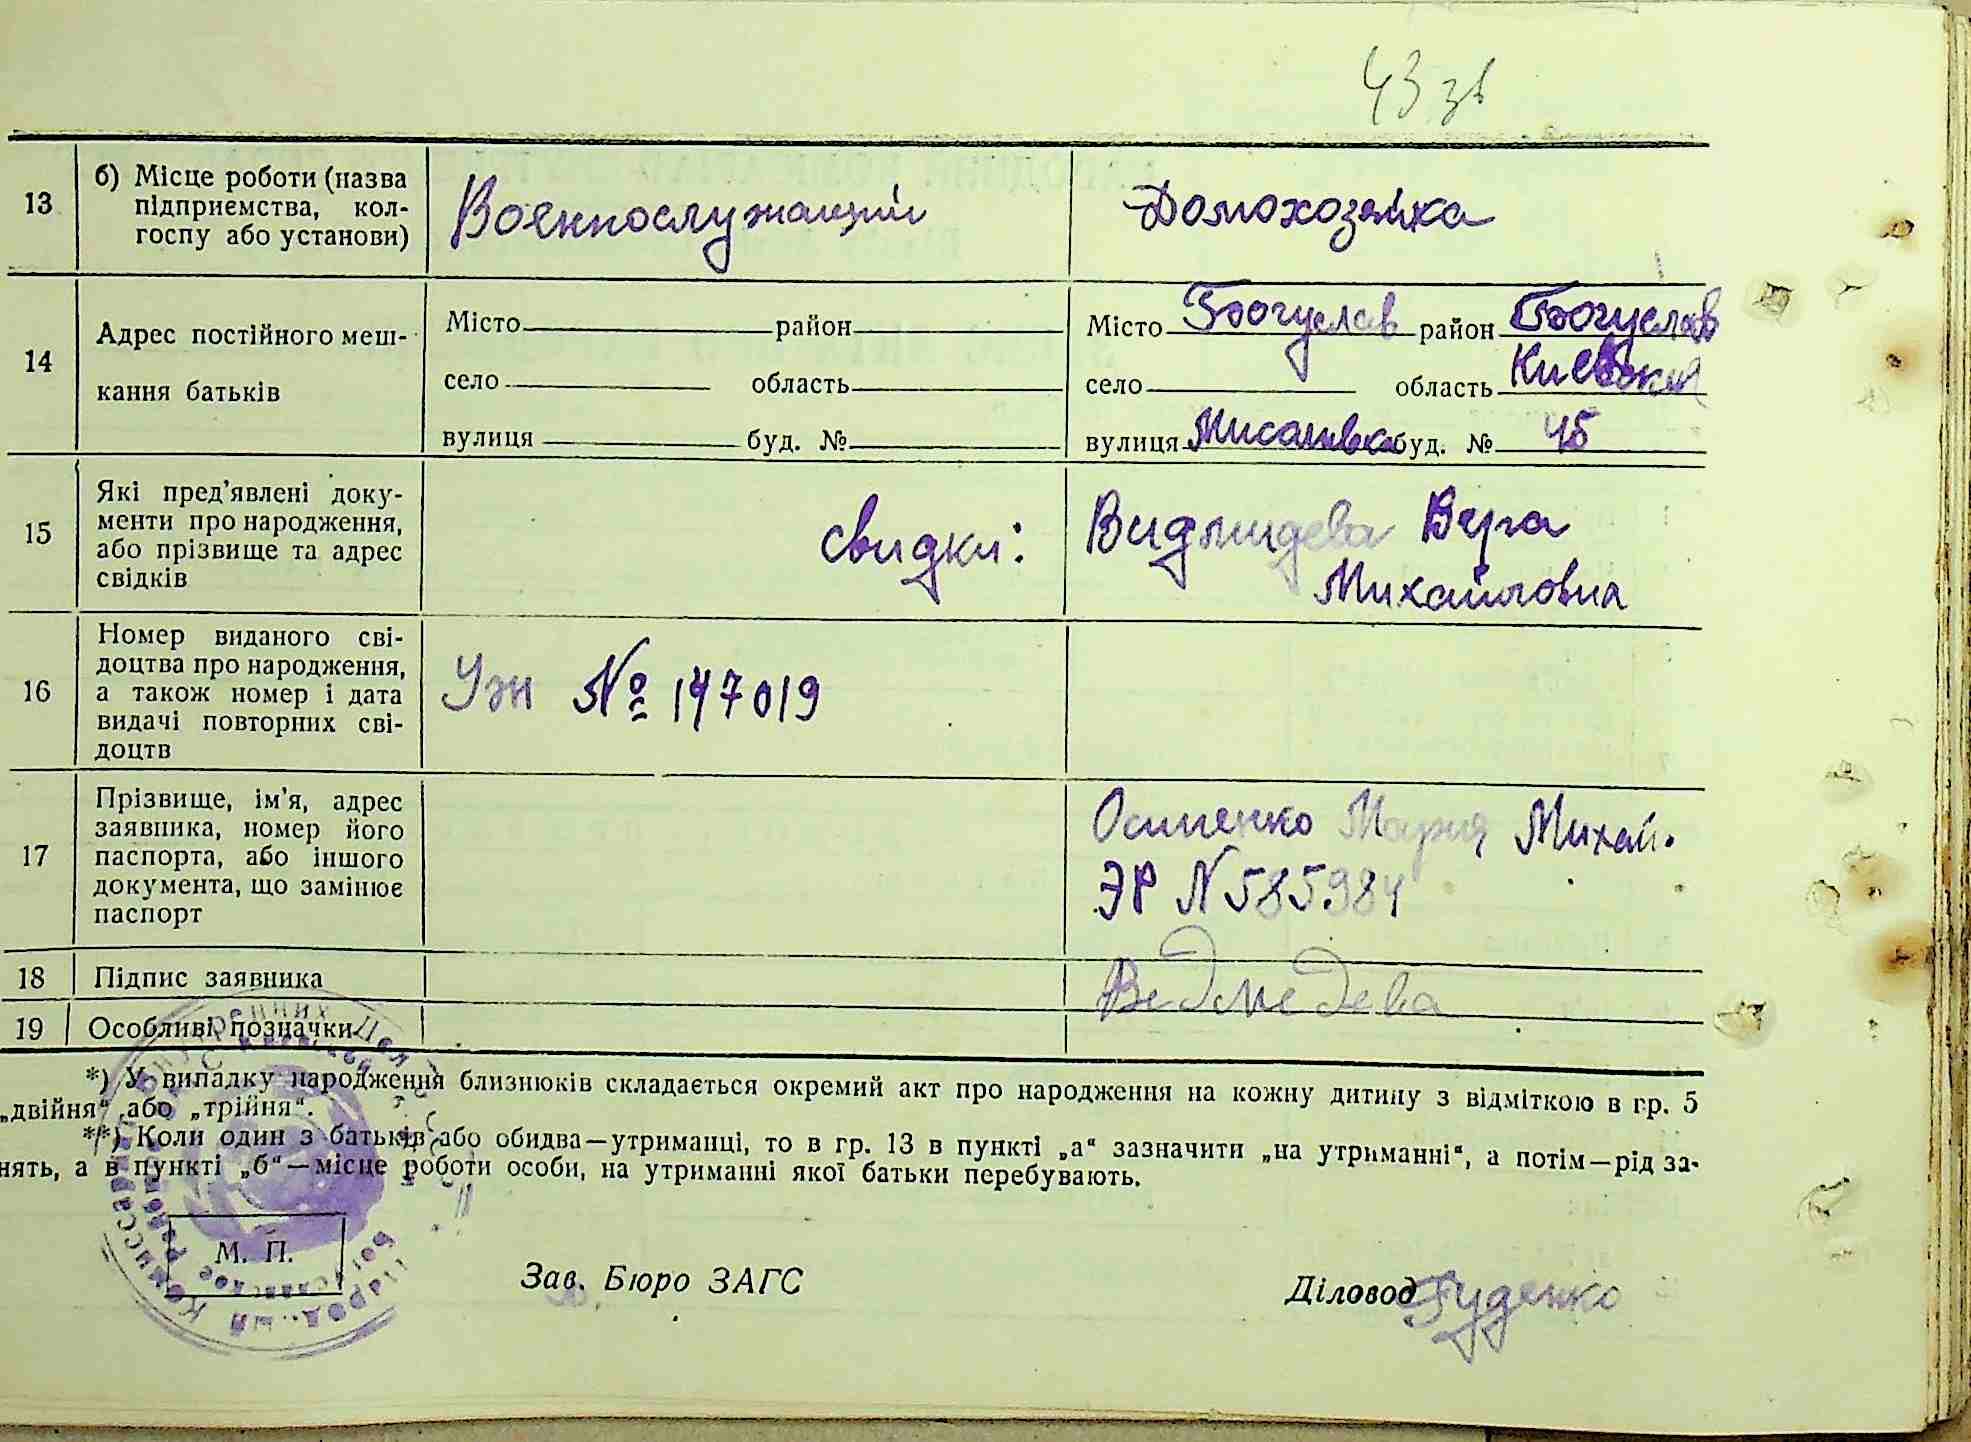 43 зв
13 б) Місце роботи (назва
підприємства, кол-
госпу або установи)
Военнослужащий
Домохозяйка
14 Адрес постійного меш-
кання батьків
Місто район
село область
вулиця буд. №
Місто Богуслав район Богуслав
село область Киевская
вулиця буд. № 45
15 Які пред'явлені доку-
менти про народження,
або прізвище та адрес
свідків
свидки:
Видмидева Вера
Михайловна
16 Номер виданого сві-
доцтва про народження,
а також номер і дата
видачі повторних сві-
доцтв
Уж № 147019
17 Прізвище, ім'я, адрес
заявника, номер його
паспорта, або іншого
документа, що замінює
паспорт
Осипенко Мария Михай.
ЭР N 585984
18 Підпис заявника
Ведмедева
19 Особливі позначки
*) У випадку народження близнюків складається окремий акт про народження на кожну дитину з відміткою в гр. 5
„двійня“ або „трійня“.
**) Коли один з батьків або обидва—утриманці, то в гр. 13 в пункті „а“ зазначити „на утриманні“, а потім—рід за-
нять, а в пункті „б“—місце роботи особи, на утриманні якої батьки перебувають.
М. П.
Зав. Бюро ЗАГС
Діловод